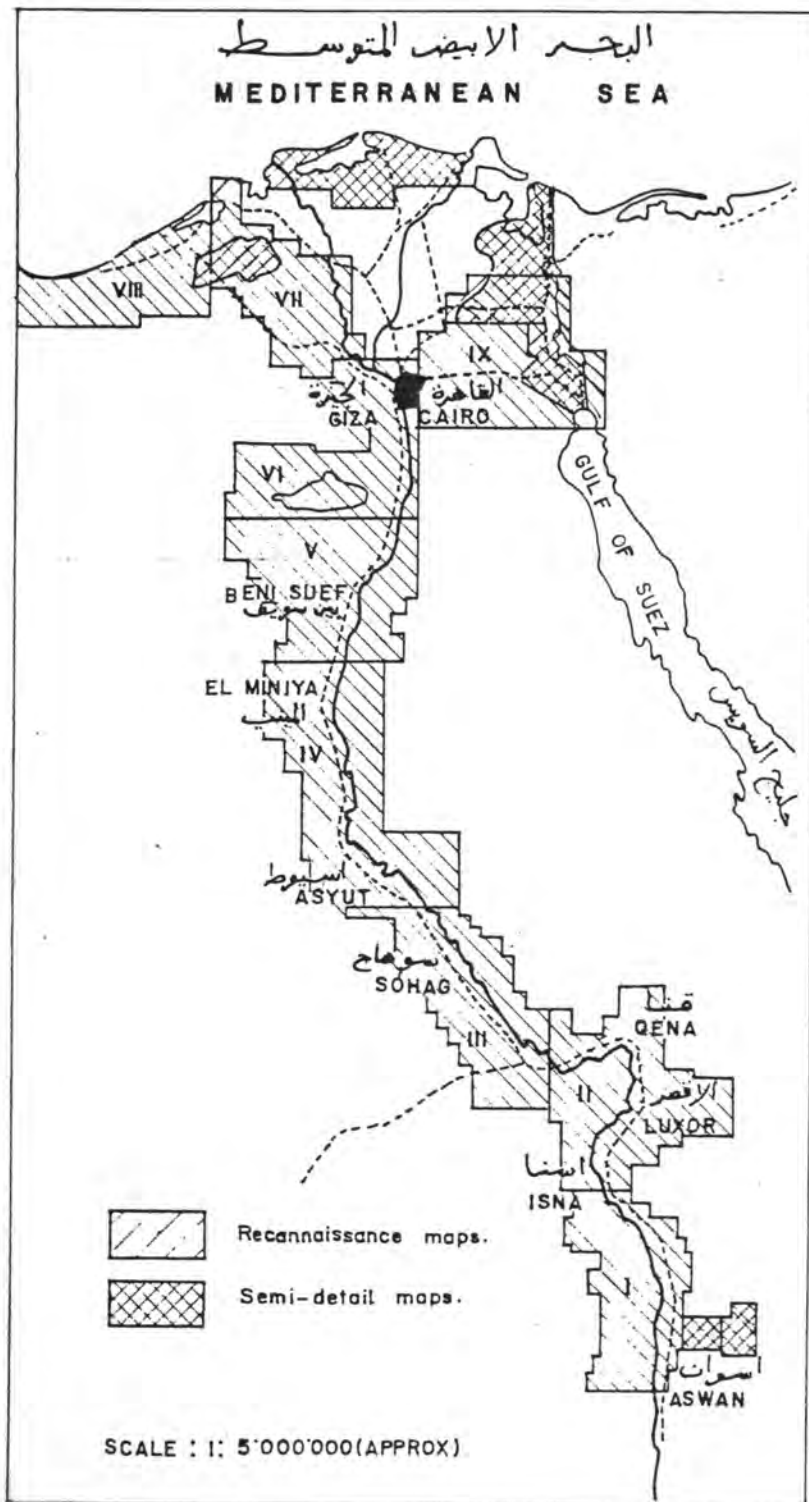 البحر الابيض المتوسط
MEDITERRANEAN SEA
VIII
VII
IX
الجيزة
القاهرة
GIZA
CAIRO
VI
GULF OF SUEZ
خليج السويس
V
BENI SUEF
بني سويف
EL MINIYA
المنيا
IV
اسيوط
ASYUT
سوهاج
SOHAG
III
قنا
QENA
II
الاقصر
LUXOR
اسنا
ISNA
I
Recannaissance maps.
Semi-detail maps.
اسوان
ASWAN
SCALE : 1: 5'000'000 (APPROX)